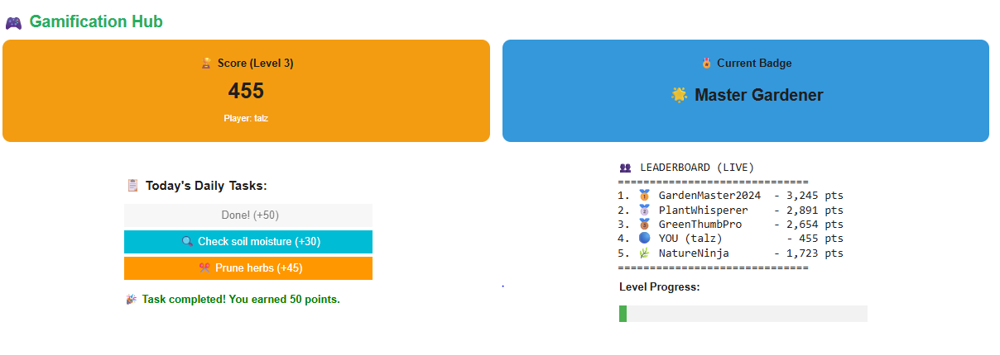 Gamification Hub
Score (Level 3)
455
Player: talz
Current Badge
Master Gardener
Today's Daily Tasks:
Done! (+50)
Check soil moisture (+30)
Prune herbs (+45)
Task completed! You earned 50 points.
LEADERBOARD (LIVE)
==============================
1. GardenMaster2024 - 3,245 pts
2. PlantWhisperer - 2,891 pts
3. GreenThumbPro - 2,654 pts
4. YOU (talz) - 455 pts
5. NatureNinja - 1,723 pts
==============================
Level Progress: